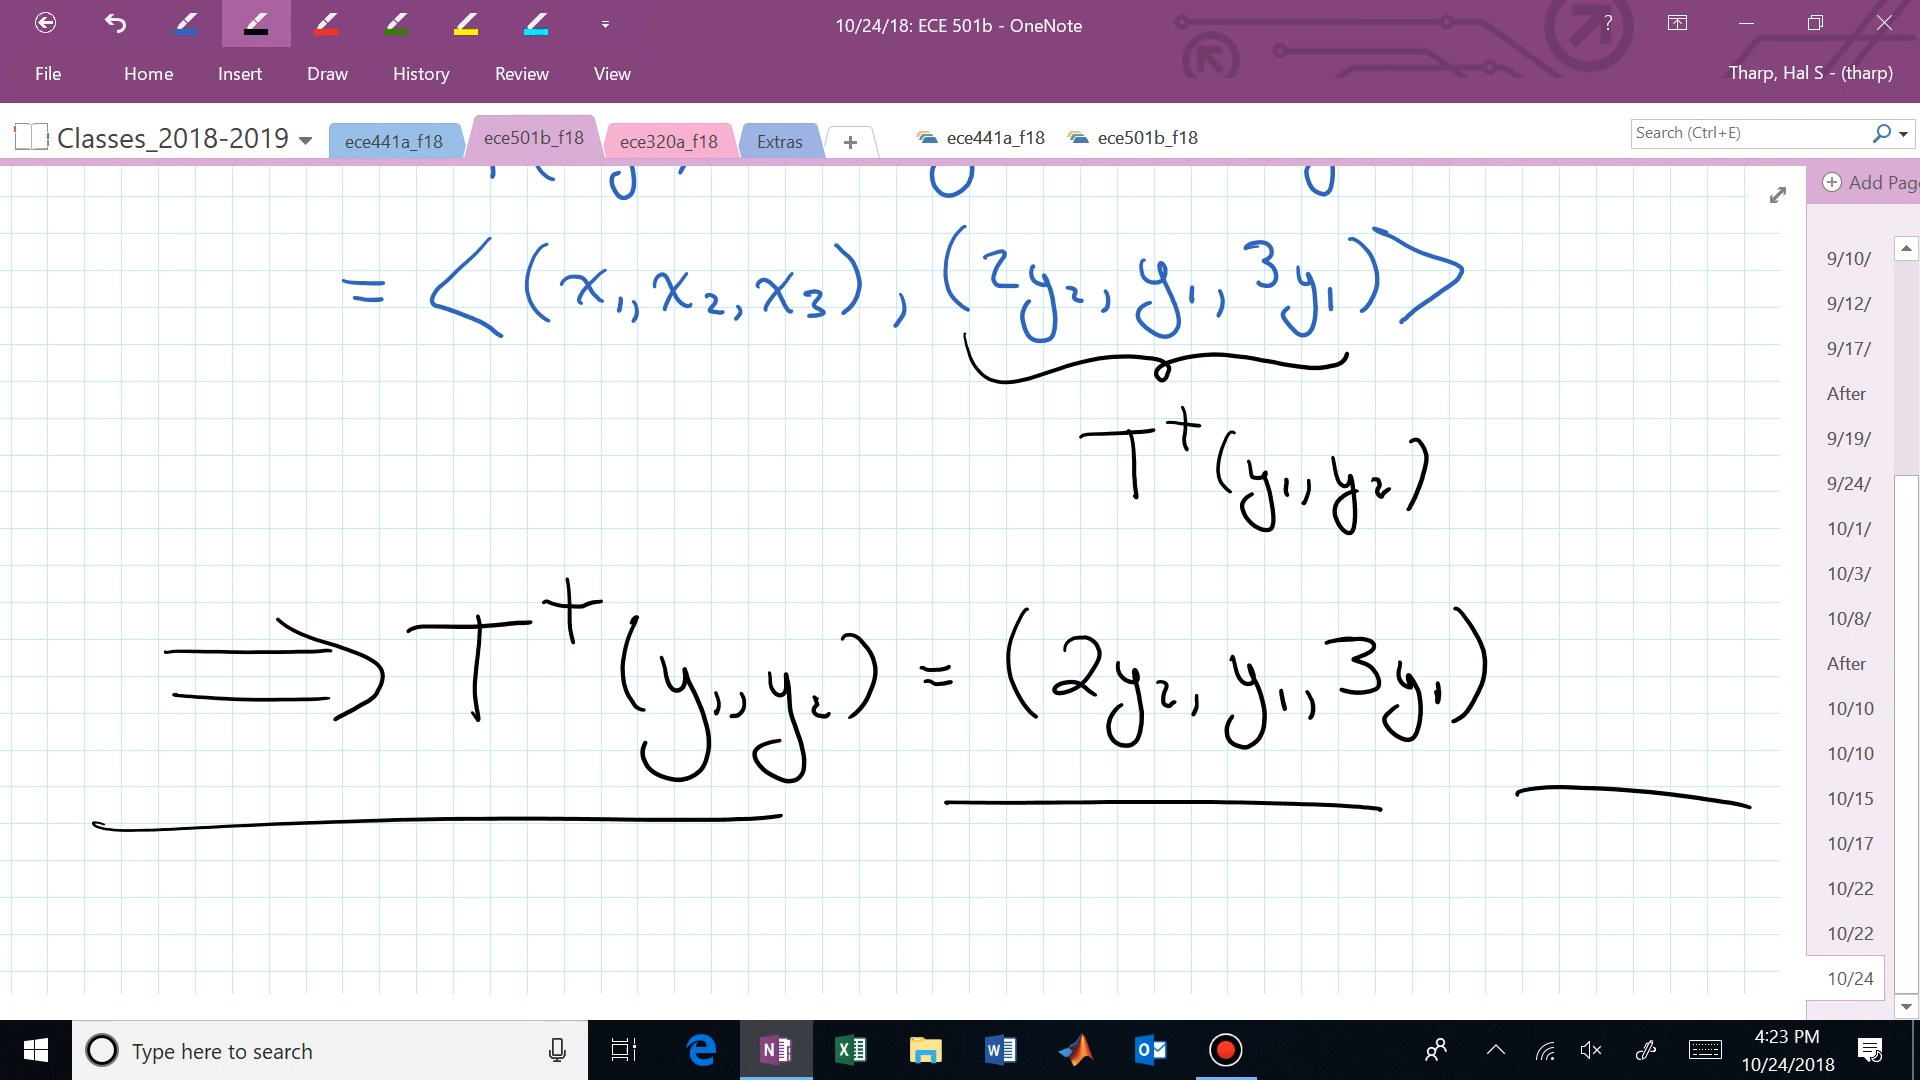 10/24/18: ECE 501b - OneNote
?
File Home Insert Draw History Review View
Tharp, Hal S - (tharp)
Classes_2018-2019 ece441a_f18 ece501b_f18 ece320a_f18 Extras + ece441a_f18 ece501b_f18
Search (Ctrl+E)
Add Pag
= < (x₁, x₂, x₃), (2y₂, y₁, 3y₁) >
T⁺(y₁, y₂)
⇒ T⁺(y₁, y₂) = (2y₂, y₁, 3y₁)
9/10/
9/12/
9/17/
After
9/19/
9/24/
10/1/
10/3/
10/8/
After
10/10
10/10
10/15
10/17
10/22
10/22
10/24
Type here to search
4:23 PM
10/24/2018